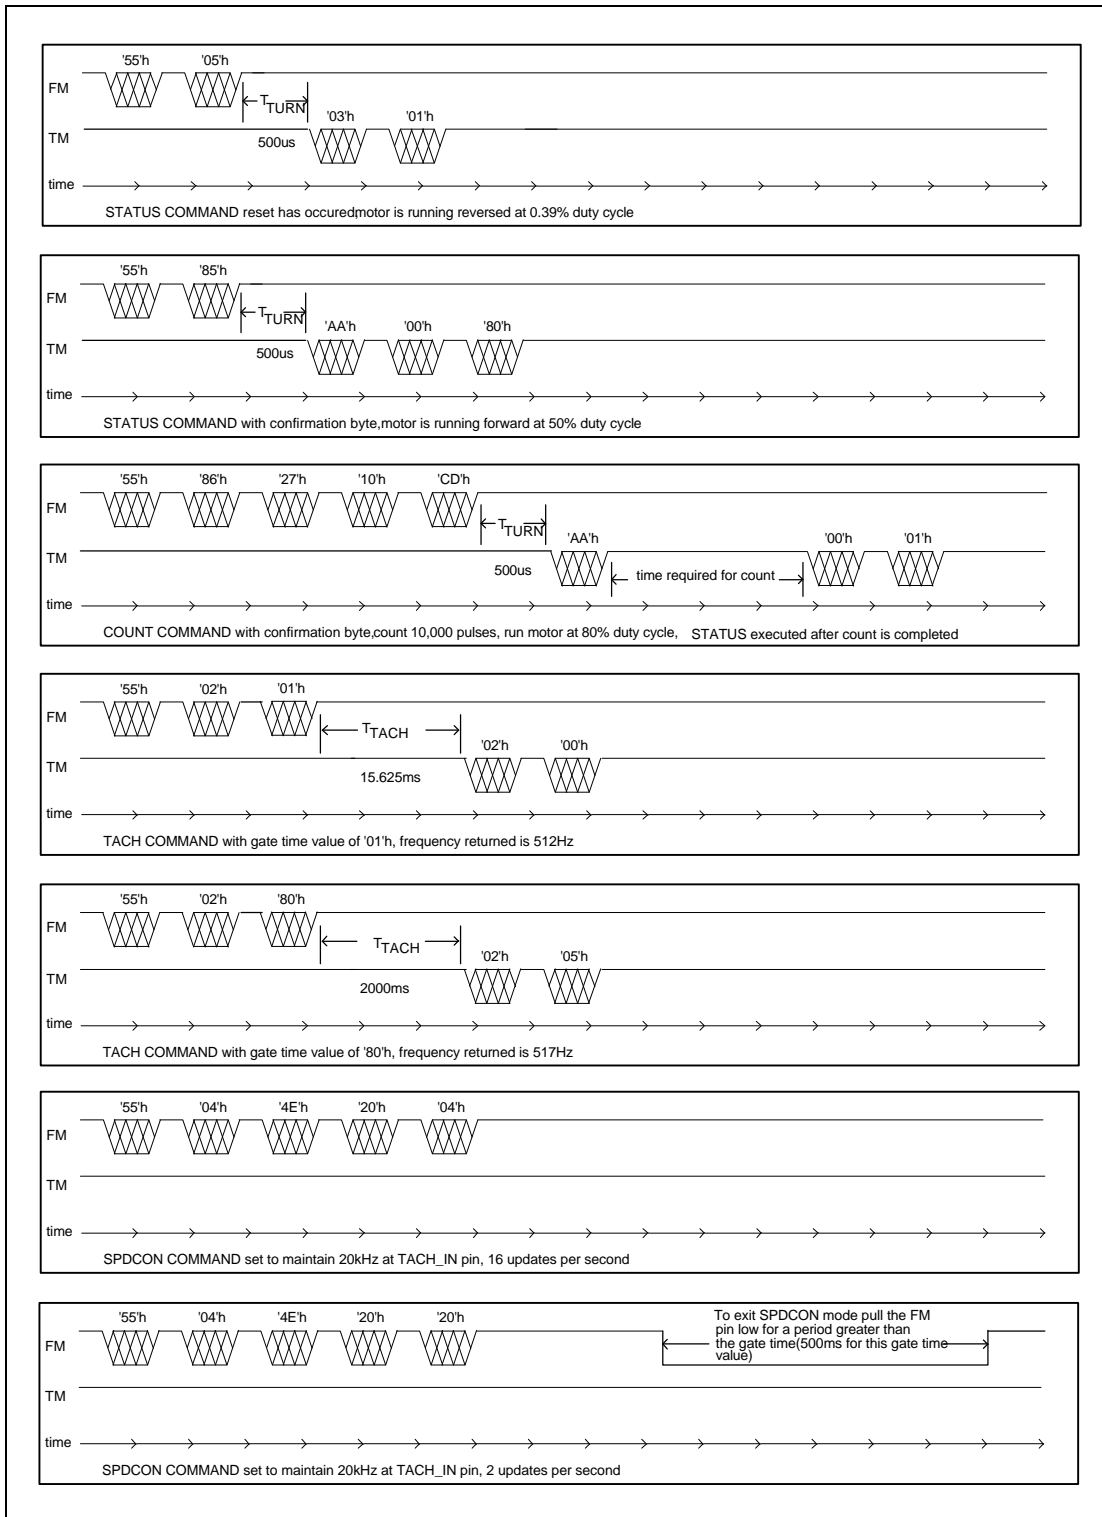 '55'h '05'h
FM
T TURN
'03'h '01'h
TM
500us
time
STATUS COMMAND reset has occuredmotor is running reversed at 0.39% duty cycle
'55'h '85'h
FM
T TURN
'AA'h '00'h '80'h
TM
500us
time
STATUS COMMAND with confirmation byte,motor is running forward at 50% duty cycle
'55'h '86'h '27'h '10'h 'CD'h
FM
T TURN
'AA'h '00'h '01'h
TM
500us
time required for count
time
COUNT COMMAND with confirmation byte,count 10,000 pulses, run motor at 80% duty cycle, STATUS executed after count is completed
'55'h '02'h '01'h
FM
T TACH
'02'h '00'h
TM
15.625ms
time
TACH COMMAND with gate time value of '01'h, frequency returned is 512Hz
'55'h '02'h '80'h
FM
T TACH
'02'h '05'h
TM
2000ms
time
TACH COMMAND with gate time value of '80'h, frequency returned is 517Hz
'55'h '04'h '4E'h '20'h '04'h
FM
TM
time
SPDCON COMMAND set to maintain 20kHz at TACH_IN pin, 16 updates per second
'55'h '04'h '4E'h '20'h '20'h
To exit SPDCON mode pull the FM
pin low for a period greater than
the gate time(500ms for this gate time
value)
FM
TM
time
SPDCON COMMAND set to maintain 20kHz at TACH_IN pin, 2 updates per second